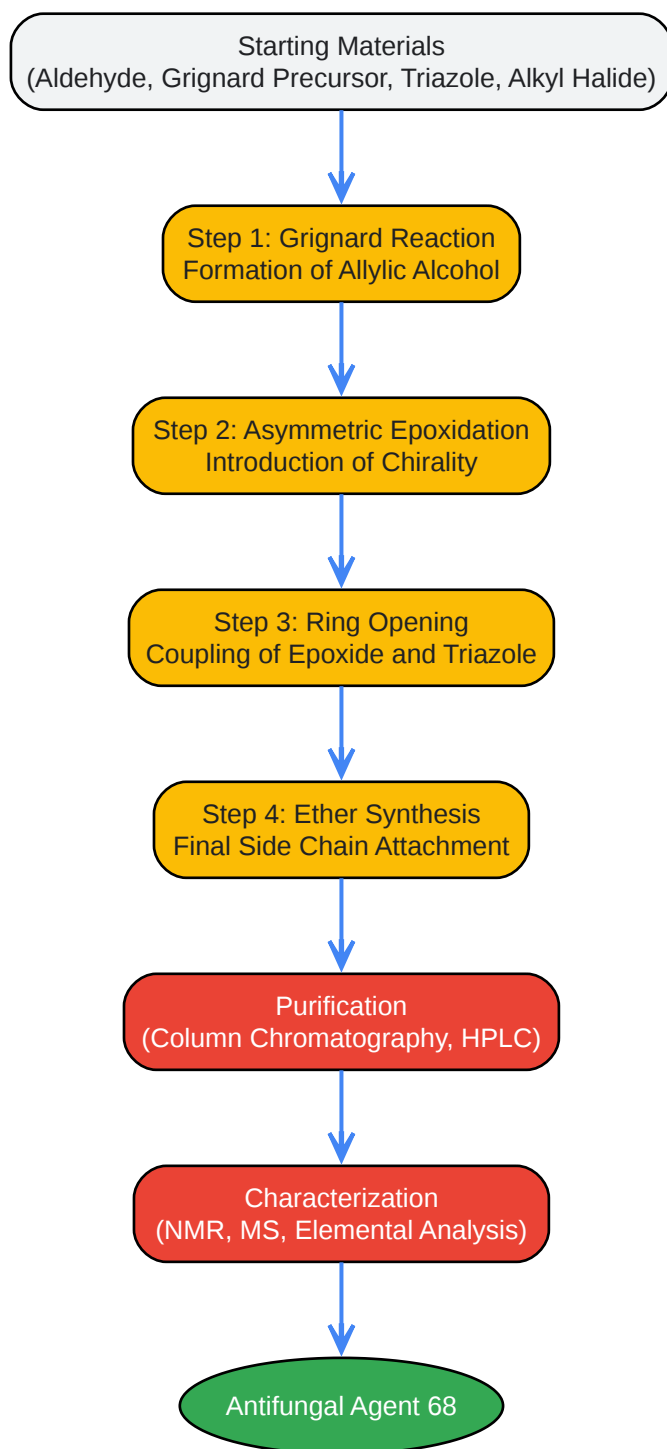 Starting Materials
(Aldehyde, Grignard Precursor, Triazole, Alkyl Halide)
Step 1: Grignard Reaction
Formation of Allylic Alcohol
Step 2: Asymmetric Epoxidation
Introduction of Chirality
Step 3: Ring Opening
Coupling of Epoxide and Triazole
Step 4: Ether Synthesis
Final Side Chain Attachment
Purification
(Column Chromatography, HPLC)
Characterization
(NMR, MS, Elemental Analysis)
Antifungal Agent 68